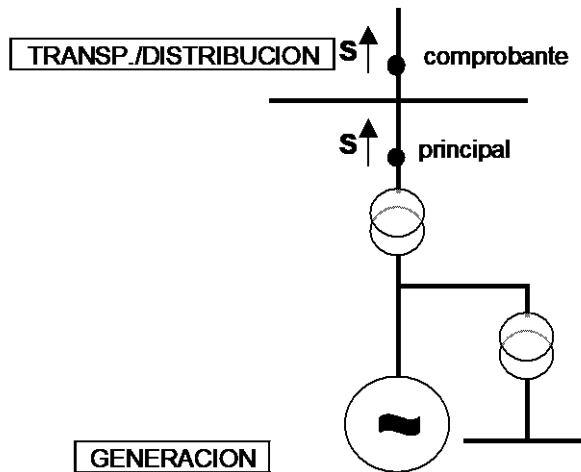 TRANSP./DISTRIBUCION
S
comprobante
S
principal
GENERACION